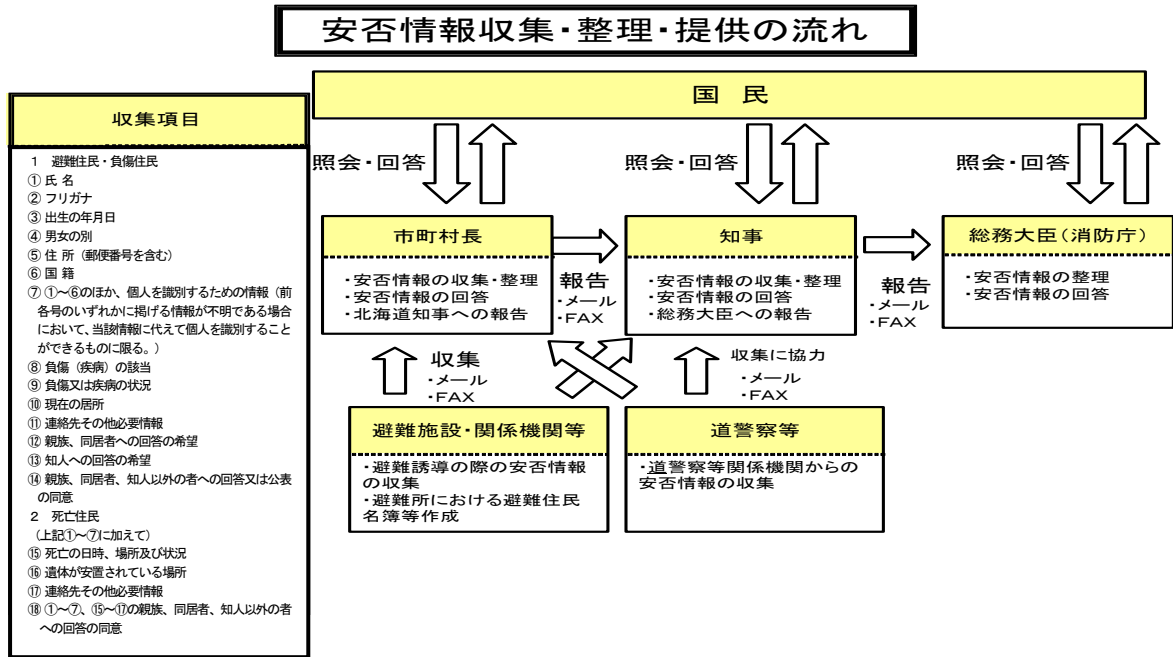 安否情報収集・整理・提供の流れ
国 民
収集項目
1 避難住民・負傷住民
① 氏 名
② フリガナ
③ 出生の年月日
④ 男女の別
⑤ 住 所（郵便番号を含む）
⑥ 国 籍
⑦ ①～⑥のほか、個人を識別するための情報（前
各号のいずれかに掲げる情報が不明である場合
において、当該情報に代えて個人を識別すること
ができるものに限る。）
⑧ 負傷（疾病）の該当
⑨ 負傷又は疾病の状況
⑩ 現在の居所
⑪ 連絡先その他必要情報
⑫ 親族、同居者への回答の希望
⑬ 知人への回答の希望
⑭ 親族、同居者、知人以外の者への回答又は公表
の同意
2 死亡住民
（上記①～⑦に加えて）
⑮ 死亡の日時、場所及び状況
⑯ 遺体が安置されている場所
⑰ 連絡先その他必要情報
⑱ ①～⑦、⑮～⑰の親族、同居者、知人以外の者
への回答の同意
照会・回答
照会・回答
照会・回答
市町村長
・安否情報の収集・整理
・安否情報の回答
・北海道知事への報告
報告
・メール
・FAX
知事
・安否情報の収集・整理
・安否情報の回答
・総務大臣への報告
報告
・メール
・FAX
総務大臣（消防庁）
・安否情報の整理
・安否情報の回答
収集
・メール
・FAX
収集に協力
・メール
・FAX
避難施設・関係機関等
・避難誘導の際の安否情報
の収集
・避難所における避難住民
名簿等作成
道警察等
・道警察等関係機関からの
安否情報の収集